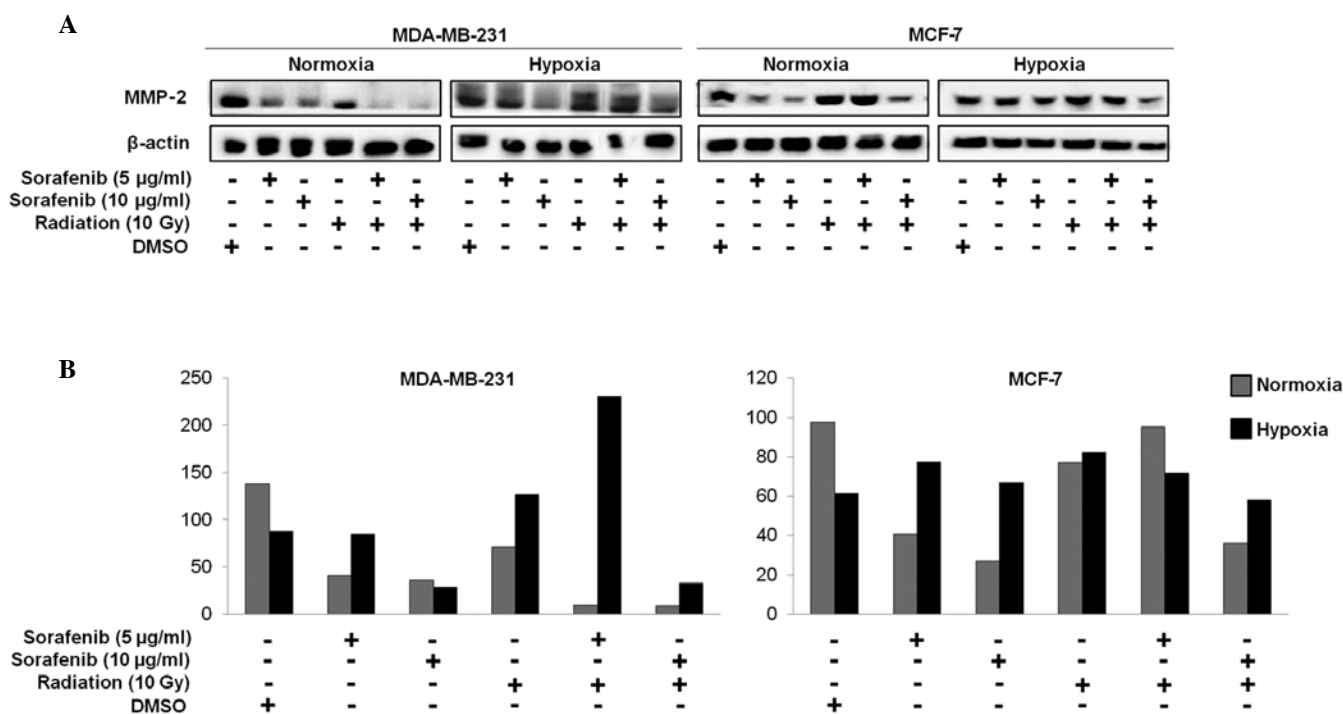 A
MDA-MB-231 MCF-7
Normoxia Hypoxia Normoxia Hypoxia
MMP-2
β-actin
Sorafenib (5 µg/ml) - + - - + - - + - - + - - + - - + - - + - - + -
Sorafenib (10 µg/ml) - - + - - + - - + - - + - - + - - + - - + - - +
Radiation (10 Gy) - - - + + + - - - + + + - - - + + + - - - + + +
DMSO + - - - - - + - - - - - + - - - - - + - - - - -
B
MDA-MB-231 MCF-7
250 200 150 100 50 0
120 100 80 60 40 20 0
Normoxia
Hypoxia
Sorafenib (5 µg/ml) - + - - + - - + - - + -
Sorafenib (10 µg/ml) - - + - - + - - + - - +
Radiation (10 Gy) - - - + + + - - - + + +
DMSO + - - - - - + - - - - -